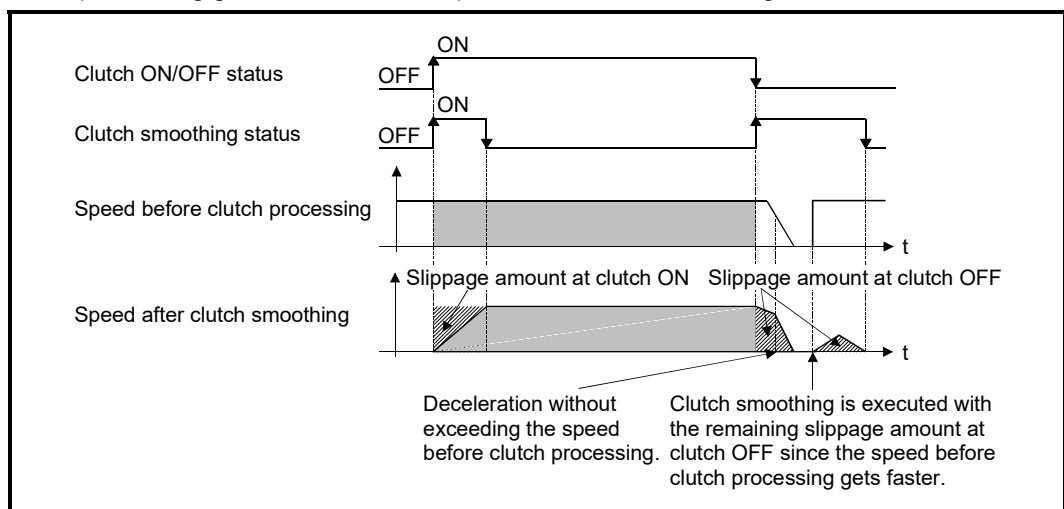 ON
Clutch ON/OFF status
OFF
ON
Clutch smoothing status
OFF
Speed before clutch processing
t
Slippage amount at clutch ON
Slippage amount at clutch OFF
Speed after clutch smoothing
t
Deceleration without
exceeding the speed
before clutch processing.
Clutch smoothing is executed with
the remaining slippage amount at
clutch OFF since the speed before
clutch processing gets faster.